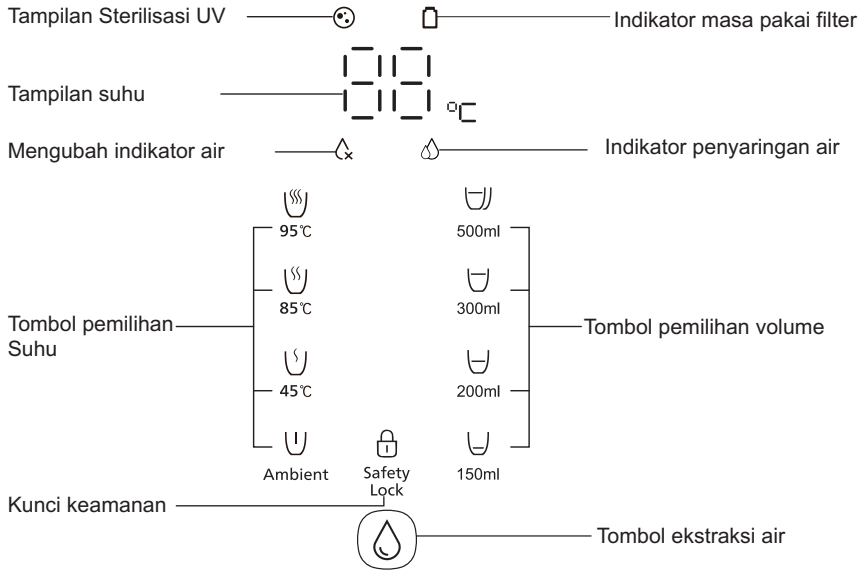 Tampilan Sterilisasi UV
Indikator masa pakai filter
Tampilan suhu
88 °C
Mengubah indikator air
Indikator penyaringan air
95℃
500ml
85℃
300ml
Tombol pemilihan
Suhu
Tombol pemilihan volume
45℃
200ml
Ambient
Safety
Lock
150ml
Kunci keamanan
Tombol ekstraksi air